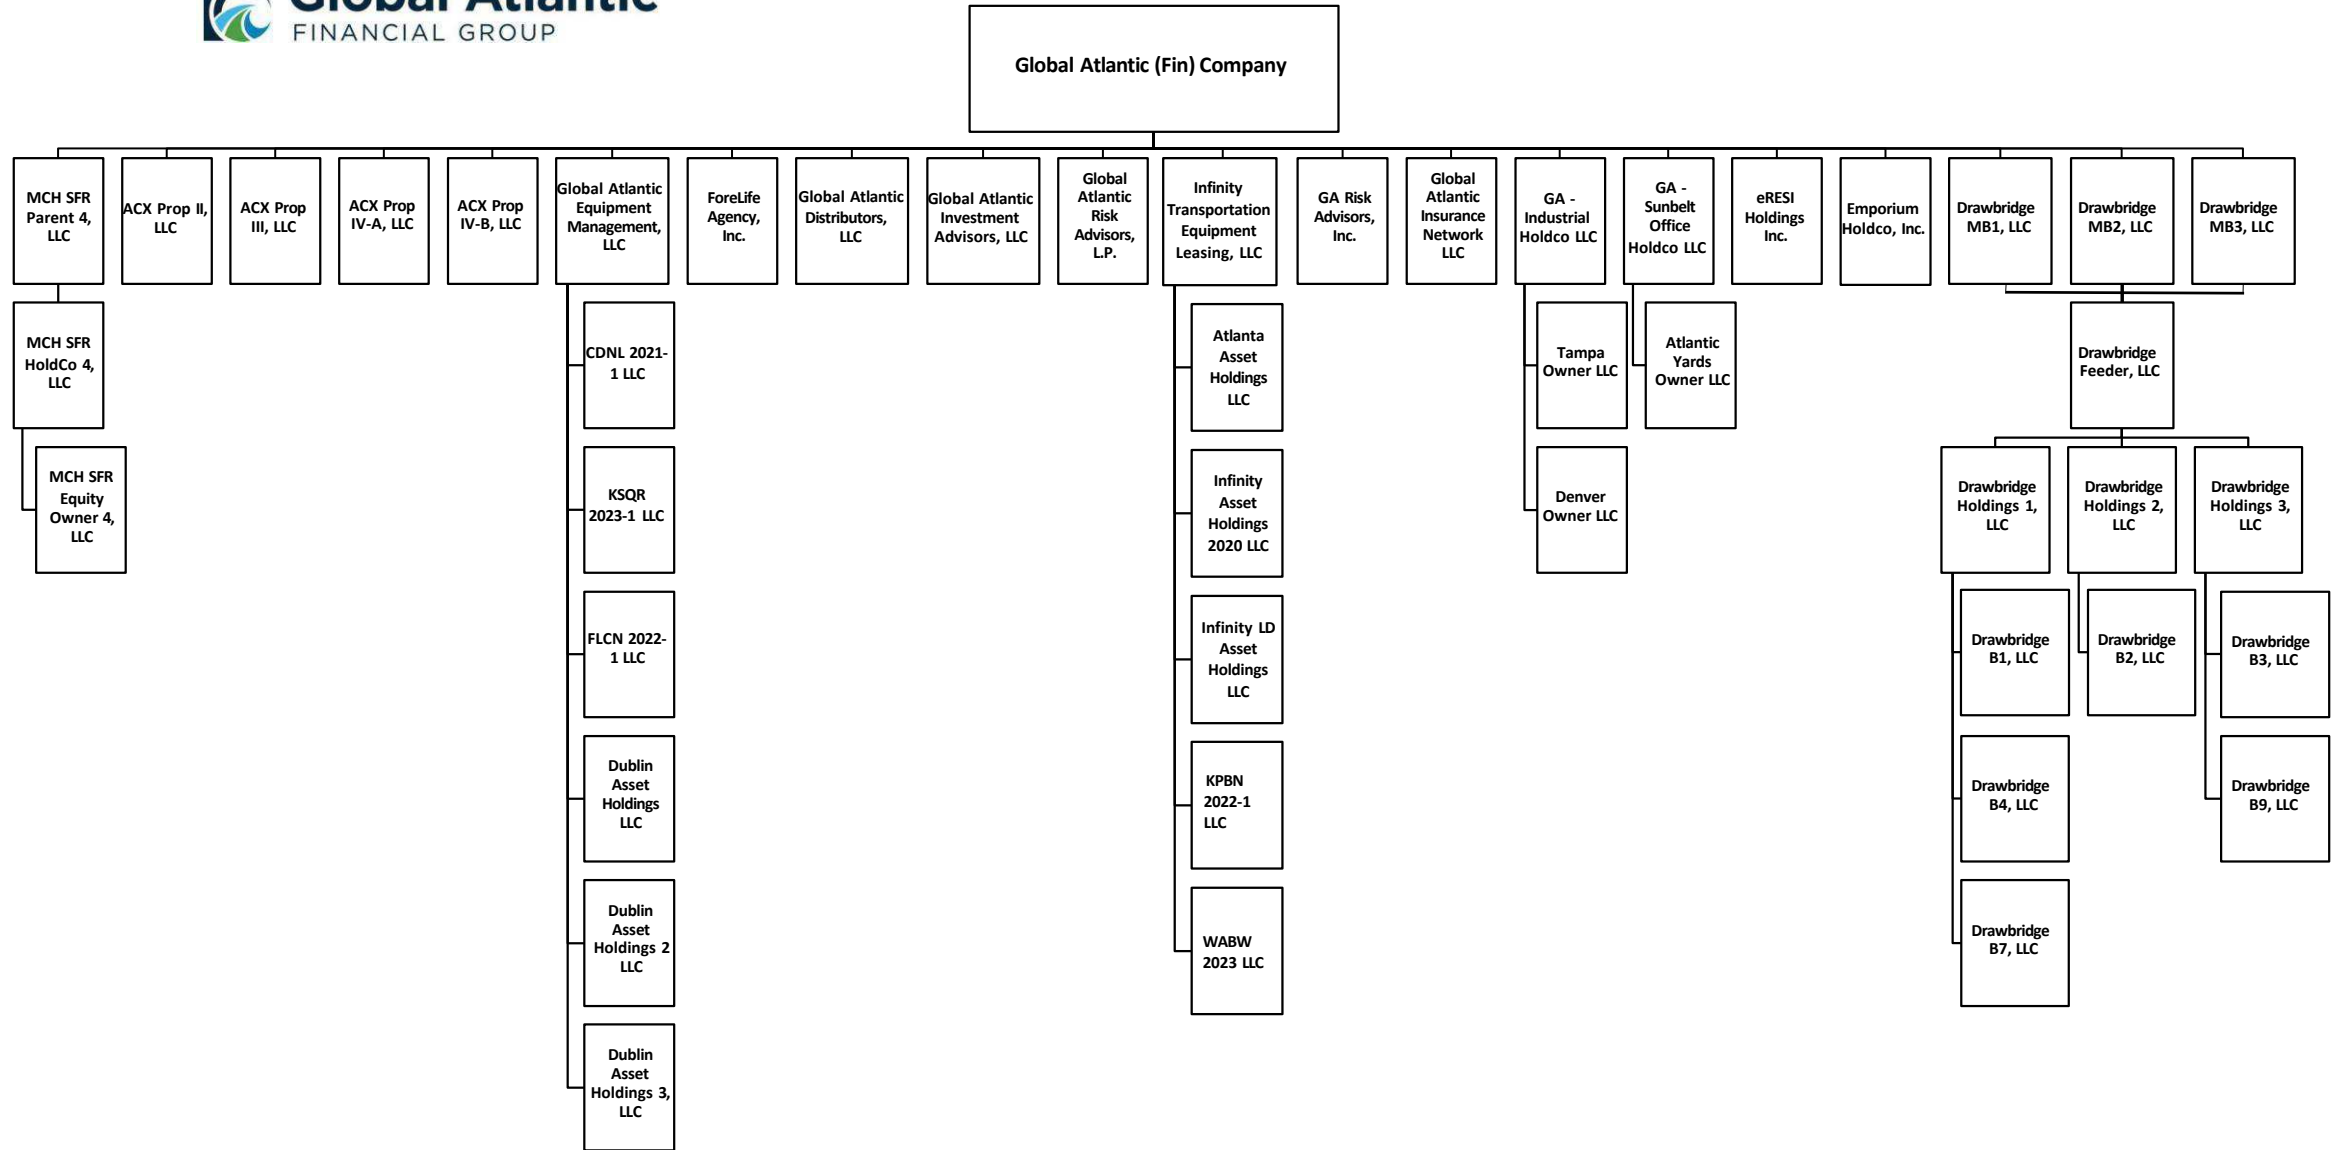 Global Atlantic
FINANCIAL GROUP
Global Atlantic (Fin) Company
MCH SFR
Parent 4,
LLC
ACX Prop II,
LLC
ACX Prop
III, LLC
ACX Prop
IV-A, LLC
ACX Prop
IV-B, LLC
Global Atlantic
Equipment
Management,
LLC
ForeLife
Agency,
Inc.
Global Atlantic
Distributors,
LLC
Global Atlantic
Investment
Advisors, LLC
Global
Atlantic
Risk
Advisors,
L.P.
Infinity
Transportation
Equipment
Leasing, LLC
GA Risk
Advisors,
Inc.
Global
Atlantic
Insurance
Network
LLC
GA -
Industrial
Holdco LLC
GA -
Sunbelt
Office
Holdco LLC
eRESI
Holdings
Inc.
Emporium
Holdco, Inc.
Drawbridge
MB1, LLC
Drawbridge
MB2, LLC
Drawbridge
MB3, LLC
MCH SFR
HoldCo 4,
LLC
MCH SFR
Equity
Owner 4,
LLC
CDNL 2021-
1 LLC
KSQR
2023-1 LLC
FLCN 2022-
1 LLC
Dublin
Asset
Holdings
LLC
Dublin
Asset
Holdings 2
LLC
Dublin
Asset
Holdings 3,
LLC
Atlanta
Asset
Holdings
LLC
Infinity
Asset
Holdings
2020 LLC
Infinity LD
Asset
Holdings
LLC
KPBN
2022-1
LLC
WABW
2023 LLC
Tampa
Owner LLC
Denver
Owner LLC
Atlantic
Yards
Owner LLC
Drawbridge
Feeder, LLC
Drawbridge
Holdings 1,
LLC
Drawbridge
Holdings 2,
LLC
Drawbridge
Holdings 3,
LLC
Drawbridge
B1, LLC
Drawbridge
B4, LLC
Drawbridge
B7, LLC
Drawbridge
B2, LLC
Drawbridge
B3, LLC
Drawbridge
B9, LLC